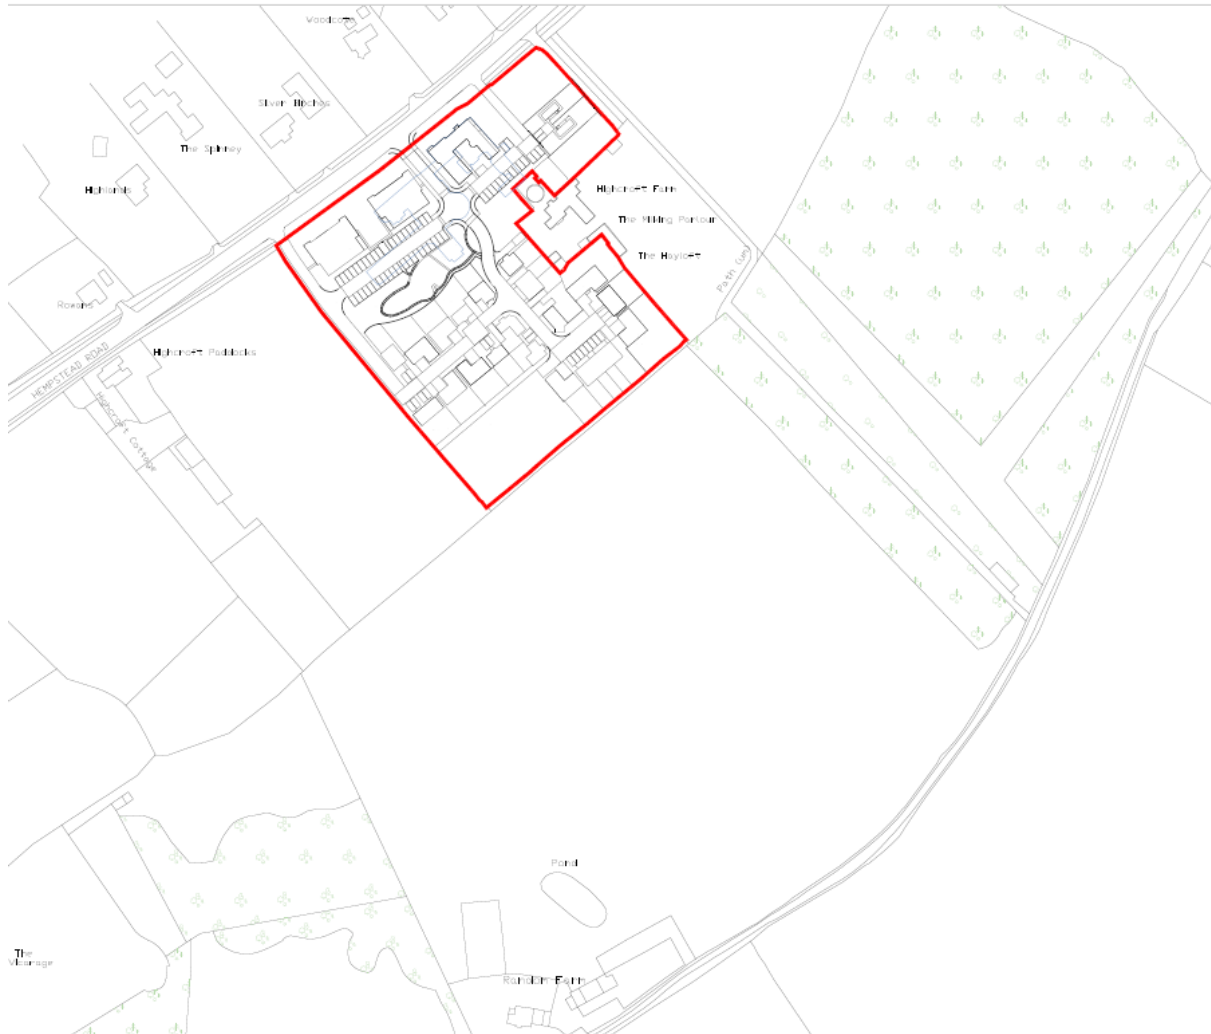 Woodcote
Silver Birches
The Spinney
Highlands
Highcroft Farm
The Milking Parlour
The Hayloft
Path (um)
Rowans
Highcroft Paddocks
HEMPSTEAD ROAD
Highcroft Cottage
Pond
The
Vicarage
Random Farm